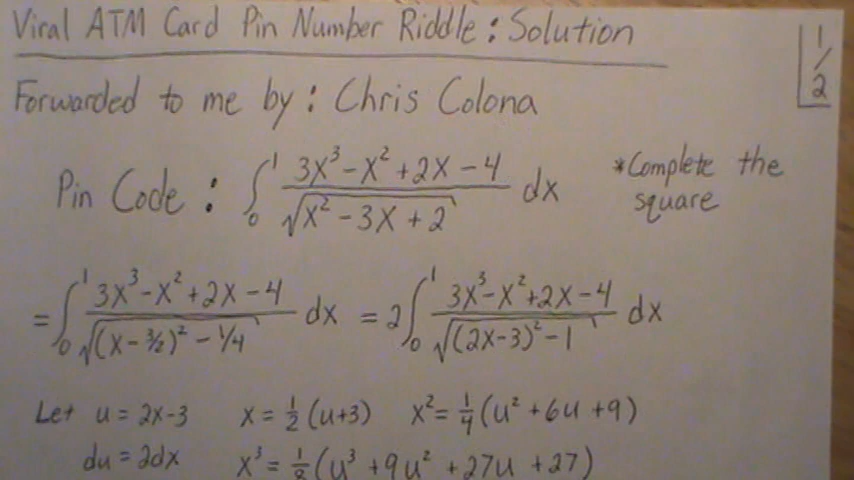 Viral ATM Card Pin Number Riddle: Solution
1/2
Forwarded to me by: Chris Colona
Pin Code: ∫₀¹ (3x³-x²+2x-4)/√(x²-3x+2) dx
*Complete the
square
= ∫₀¹ (3x³-x²+2x-4)/√((x-3/2)²-1/4) dx = 2∫₀¹ (3x³-x²+2x-4)/√((2x-3)²-1) dx
Let u=2x-3 x=1/2(u+3) x²=1/4(u²+6u+9)
du=2dx x³=1/8(u³+9u²+27u+27)